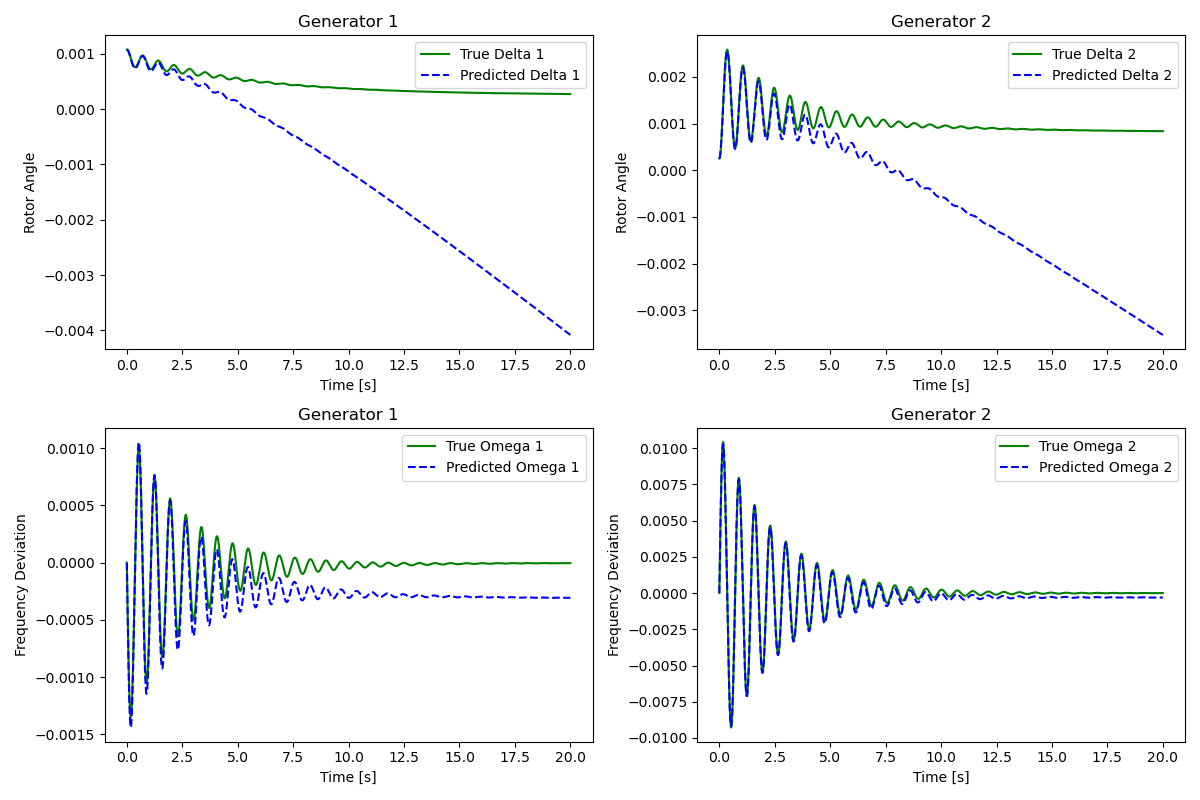 Generator 1
Rotor Angle
0.001
0.000
−0.001
−0.002
−0.003
−0.004
True Delta 1
Predicted Delta 1
0.0 2.5 5.0 7.5 10.0 12.5 15.0 17.5 20.0
Time [s]
Generator 2
Rotor Angle
0.002
0.001
0.000
−0.001
−0.002
−0.003
True Delta 2
Predicted Delta 2
0.0 2.5 5.0 7.5 10.0 12.5 15.0 17.5 20.0
Time [s]
Generator 1
Frequency Deviation
0.0010
0.0005
0.0000
−0.0005
−0.0010
−0.0015
True Omega 1
Predicted Omega 1
0.0 2.5 5.0 7.5 10.0 12.5 15.0 17.5 20.0
Time [s]
Generator 2
Frequency Deviation
0.0100
0.0075
0.0050
0.0025
0.0000
−0.0025
−0.0050
−0.0075
−0.0100
True Omega 2
Predicted Omega 2
0.0 2.5 5.0 7.5 10.0 12.5 15.0 17.5 20.0
Time [s]